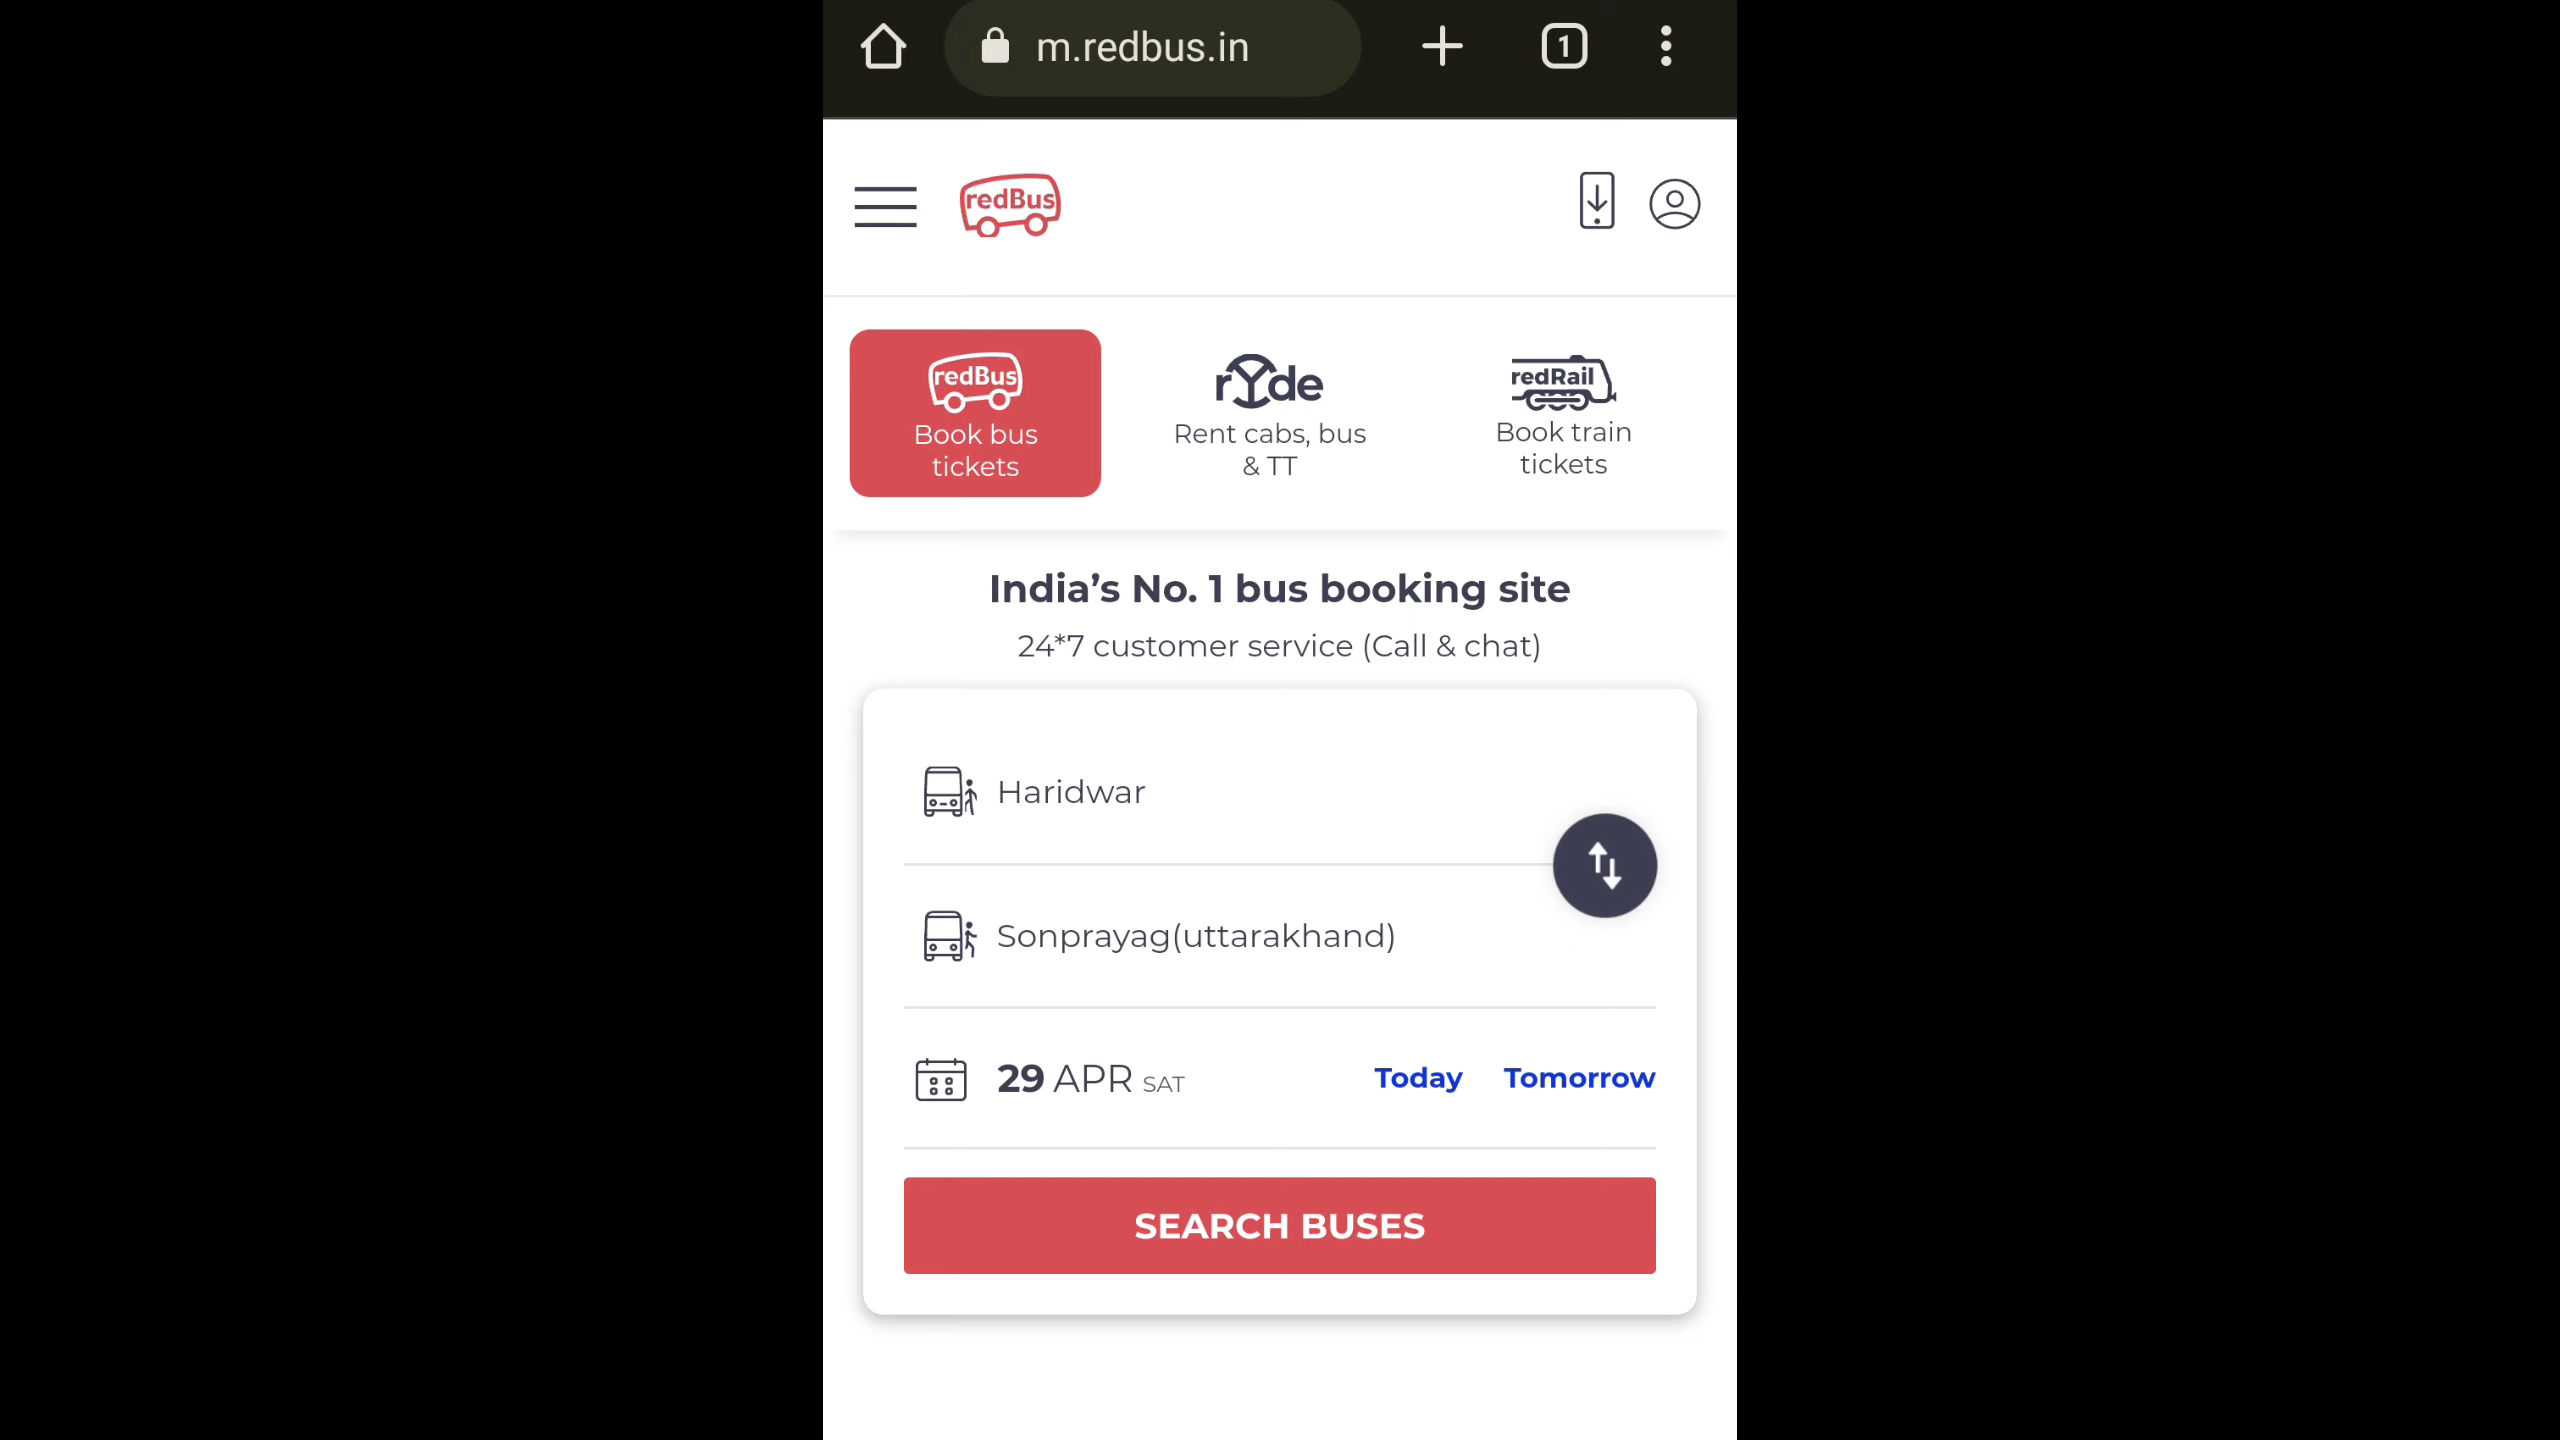 m.redbus.in
1
redBus
redBus
Book bus
tickets
rYde
Rent cabs, bus
& TT
redRail
Book train
tickets
India’s No. 1 bus booking site
24*7 customer service (Call & chat)
Haridwar
Sonprayag(uttarakhand)
29 APR SAT
Today
Tomorrow
SEARCH BUSES